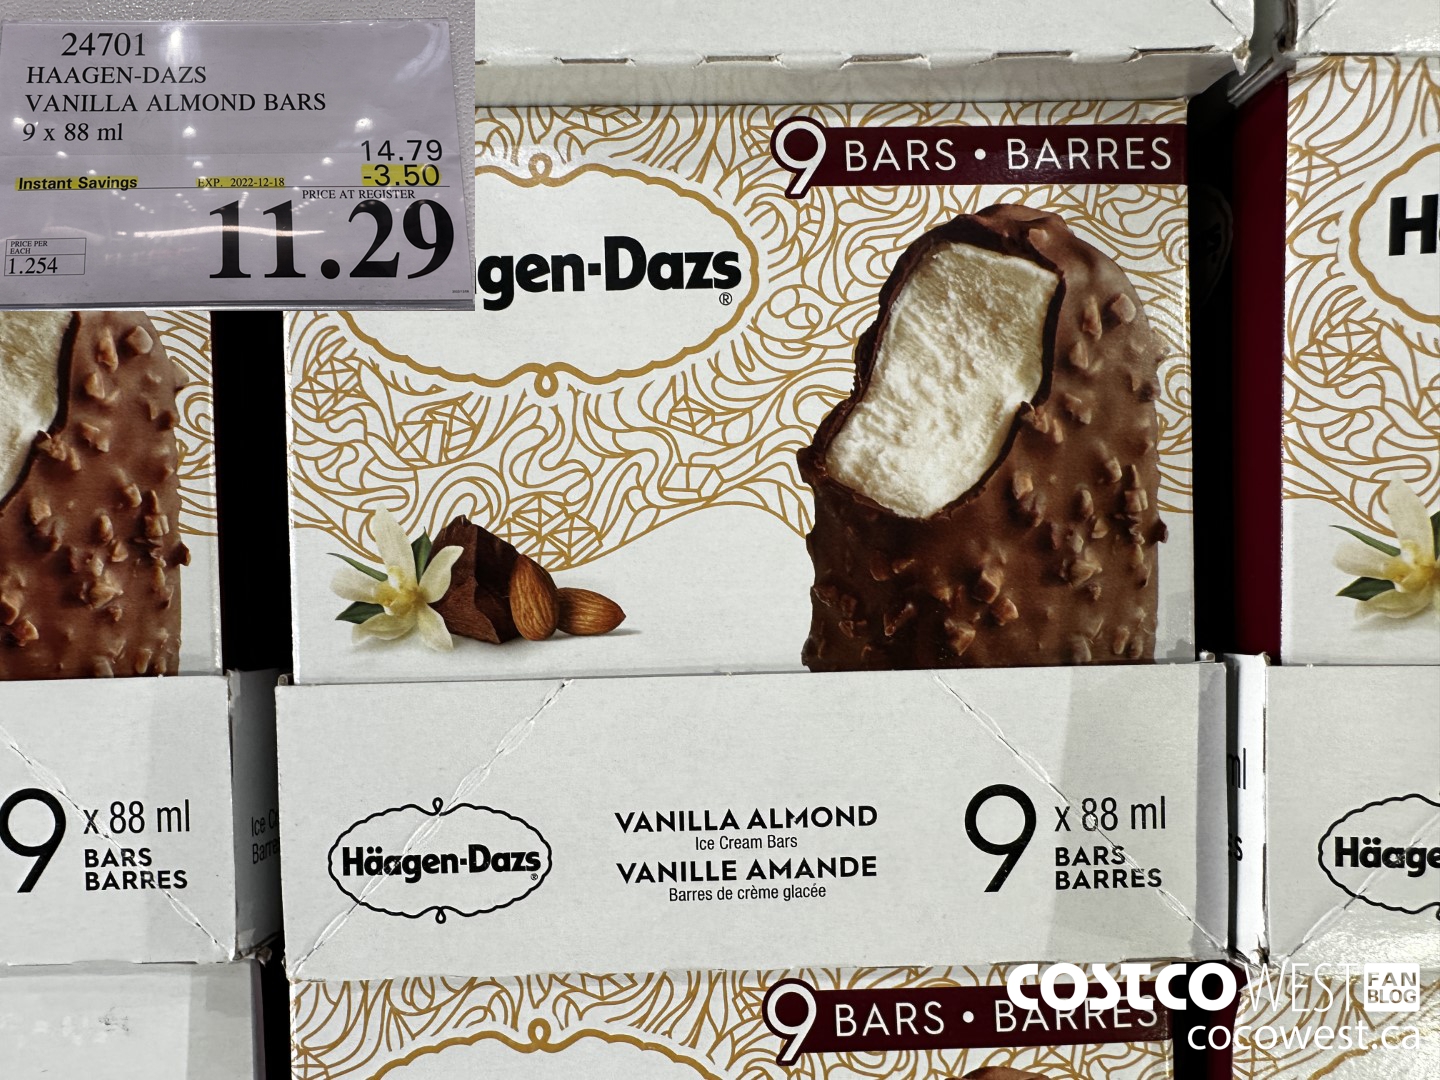 24701
HAAGEN-DAZS
VANILLA ALMOND BARS
9 x 88 ml
14.79
Instant Savings EXP. 2022-12-18 -3.50
PRICE AT REGISTER
11.29
PRICE PER
EACH
1.254
9 BARS • BARRES
gen-Dazs®
H
9 x 88 ml
BARS
BARRES
Ice
Häagen-Dazs®
VANILLA ALMOND
Ice Cream Bars
VANILLE AMANDE
Barres de crème glacée
9 x 88 ml
BARS
BARRES
ml
Häage
9 BARS • BARRES
COSTCO WEST FAN BLOG
cocowest.ca